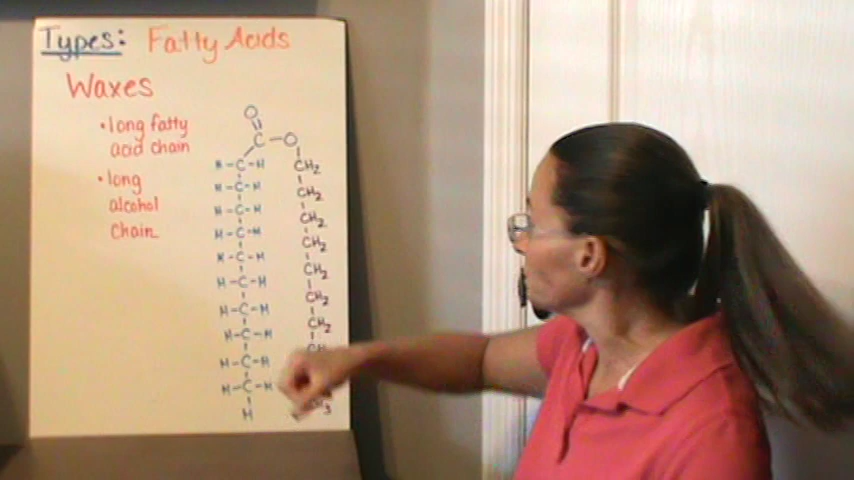 Types: Fatty Acids
Waxes
• long fatty
acid chain
• long
alcohol
chain
O
C - O
H - C - H CH2
H - C - H CH2
H - C - H CH2
H - C - H CH2
H - C - H CH2
H - C - H CH2
H - C - H CH2
H - C - H
H - C - H
H - C - H
H